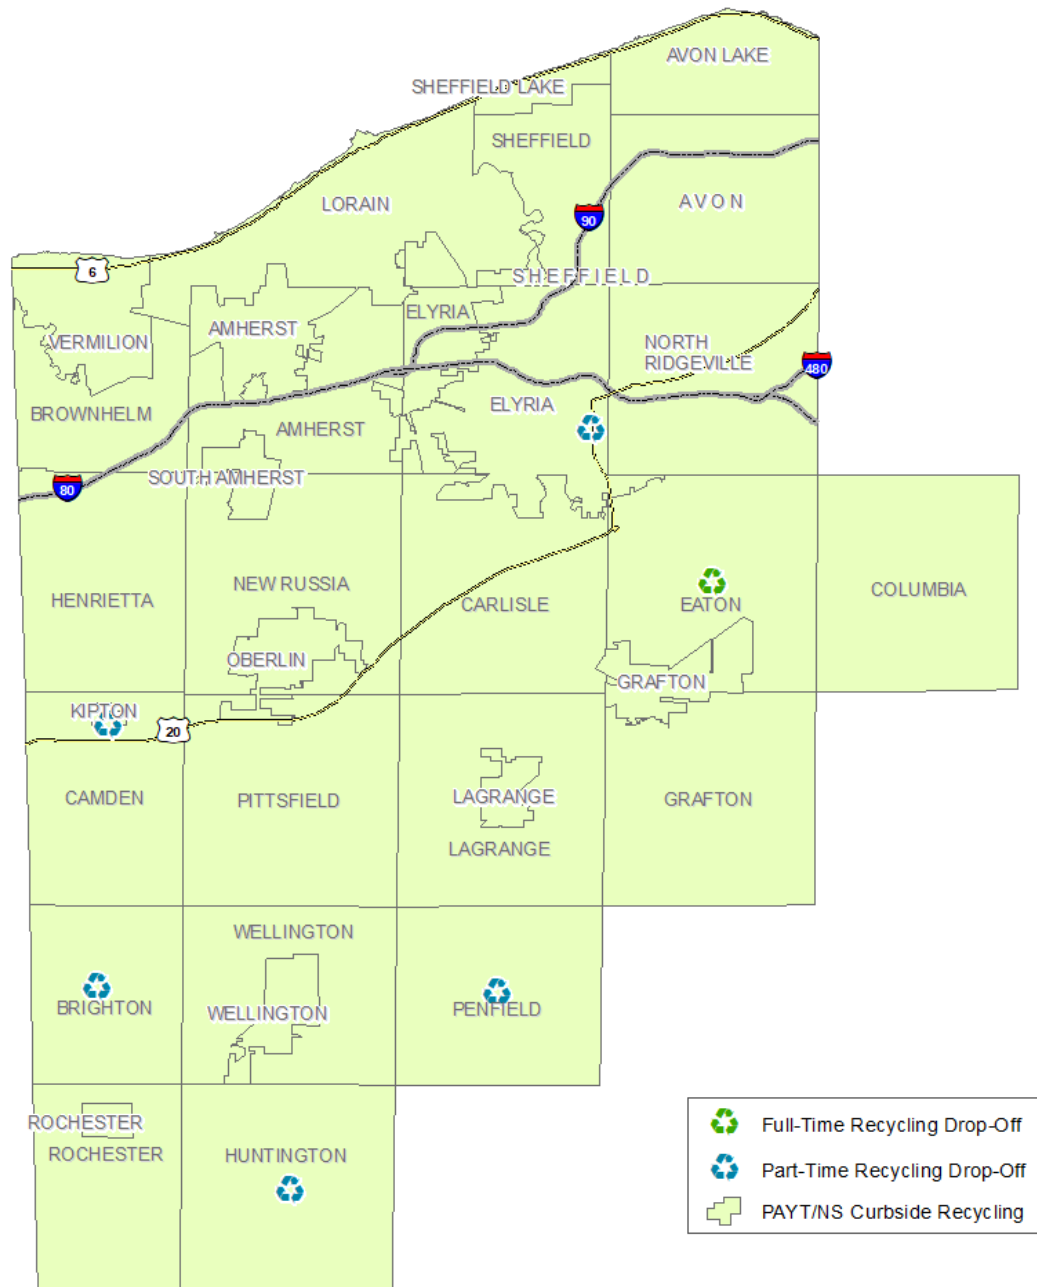 AVON LAKE
SHEFFIELD LAKE
SHEFFIELD
LORAIN
AVON
90
6
SHEFFIELD
ELYRIA
AMHERST
VERMILION
NORTH
RIDGEVILLE
480
BROWNHELM
ELYRIA
AMHERST
SOUTH AMHERST
80
HENRIETTA
NEW RUSSIA
CARLISLE
EATON
COLUMBIA
OBERLIN
GRAFTON
KIPTON
20
CAMDEN
PITTSFIELD
LAGRANGE
GRAFTON
LAGRANGE
WELLINGTON
BRIGHTON
WELLINGTON
PENFIELD
ROCHESTER
ROCHESTER
HUNTINGTON
Full-Time Recycling Drop-Off
Part-Time Recycling Drop-Off
PAYT/NS Curbside Recycling